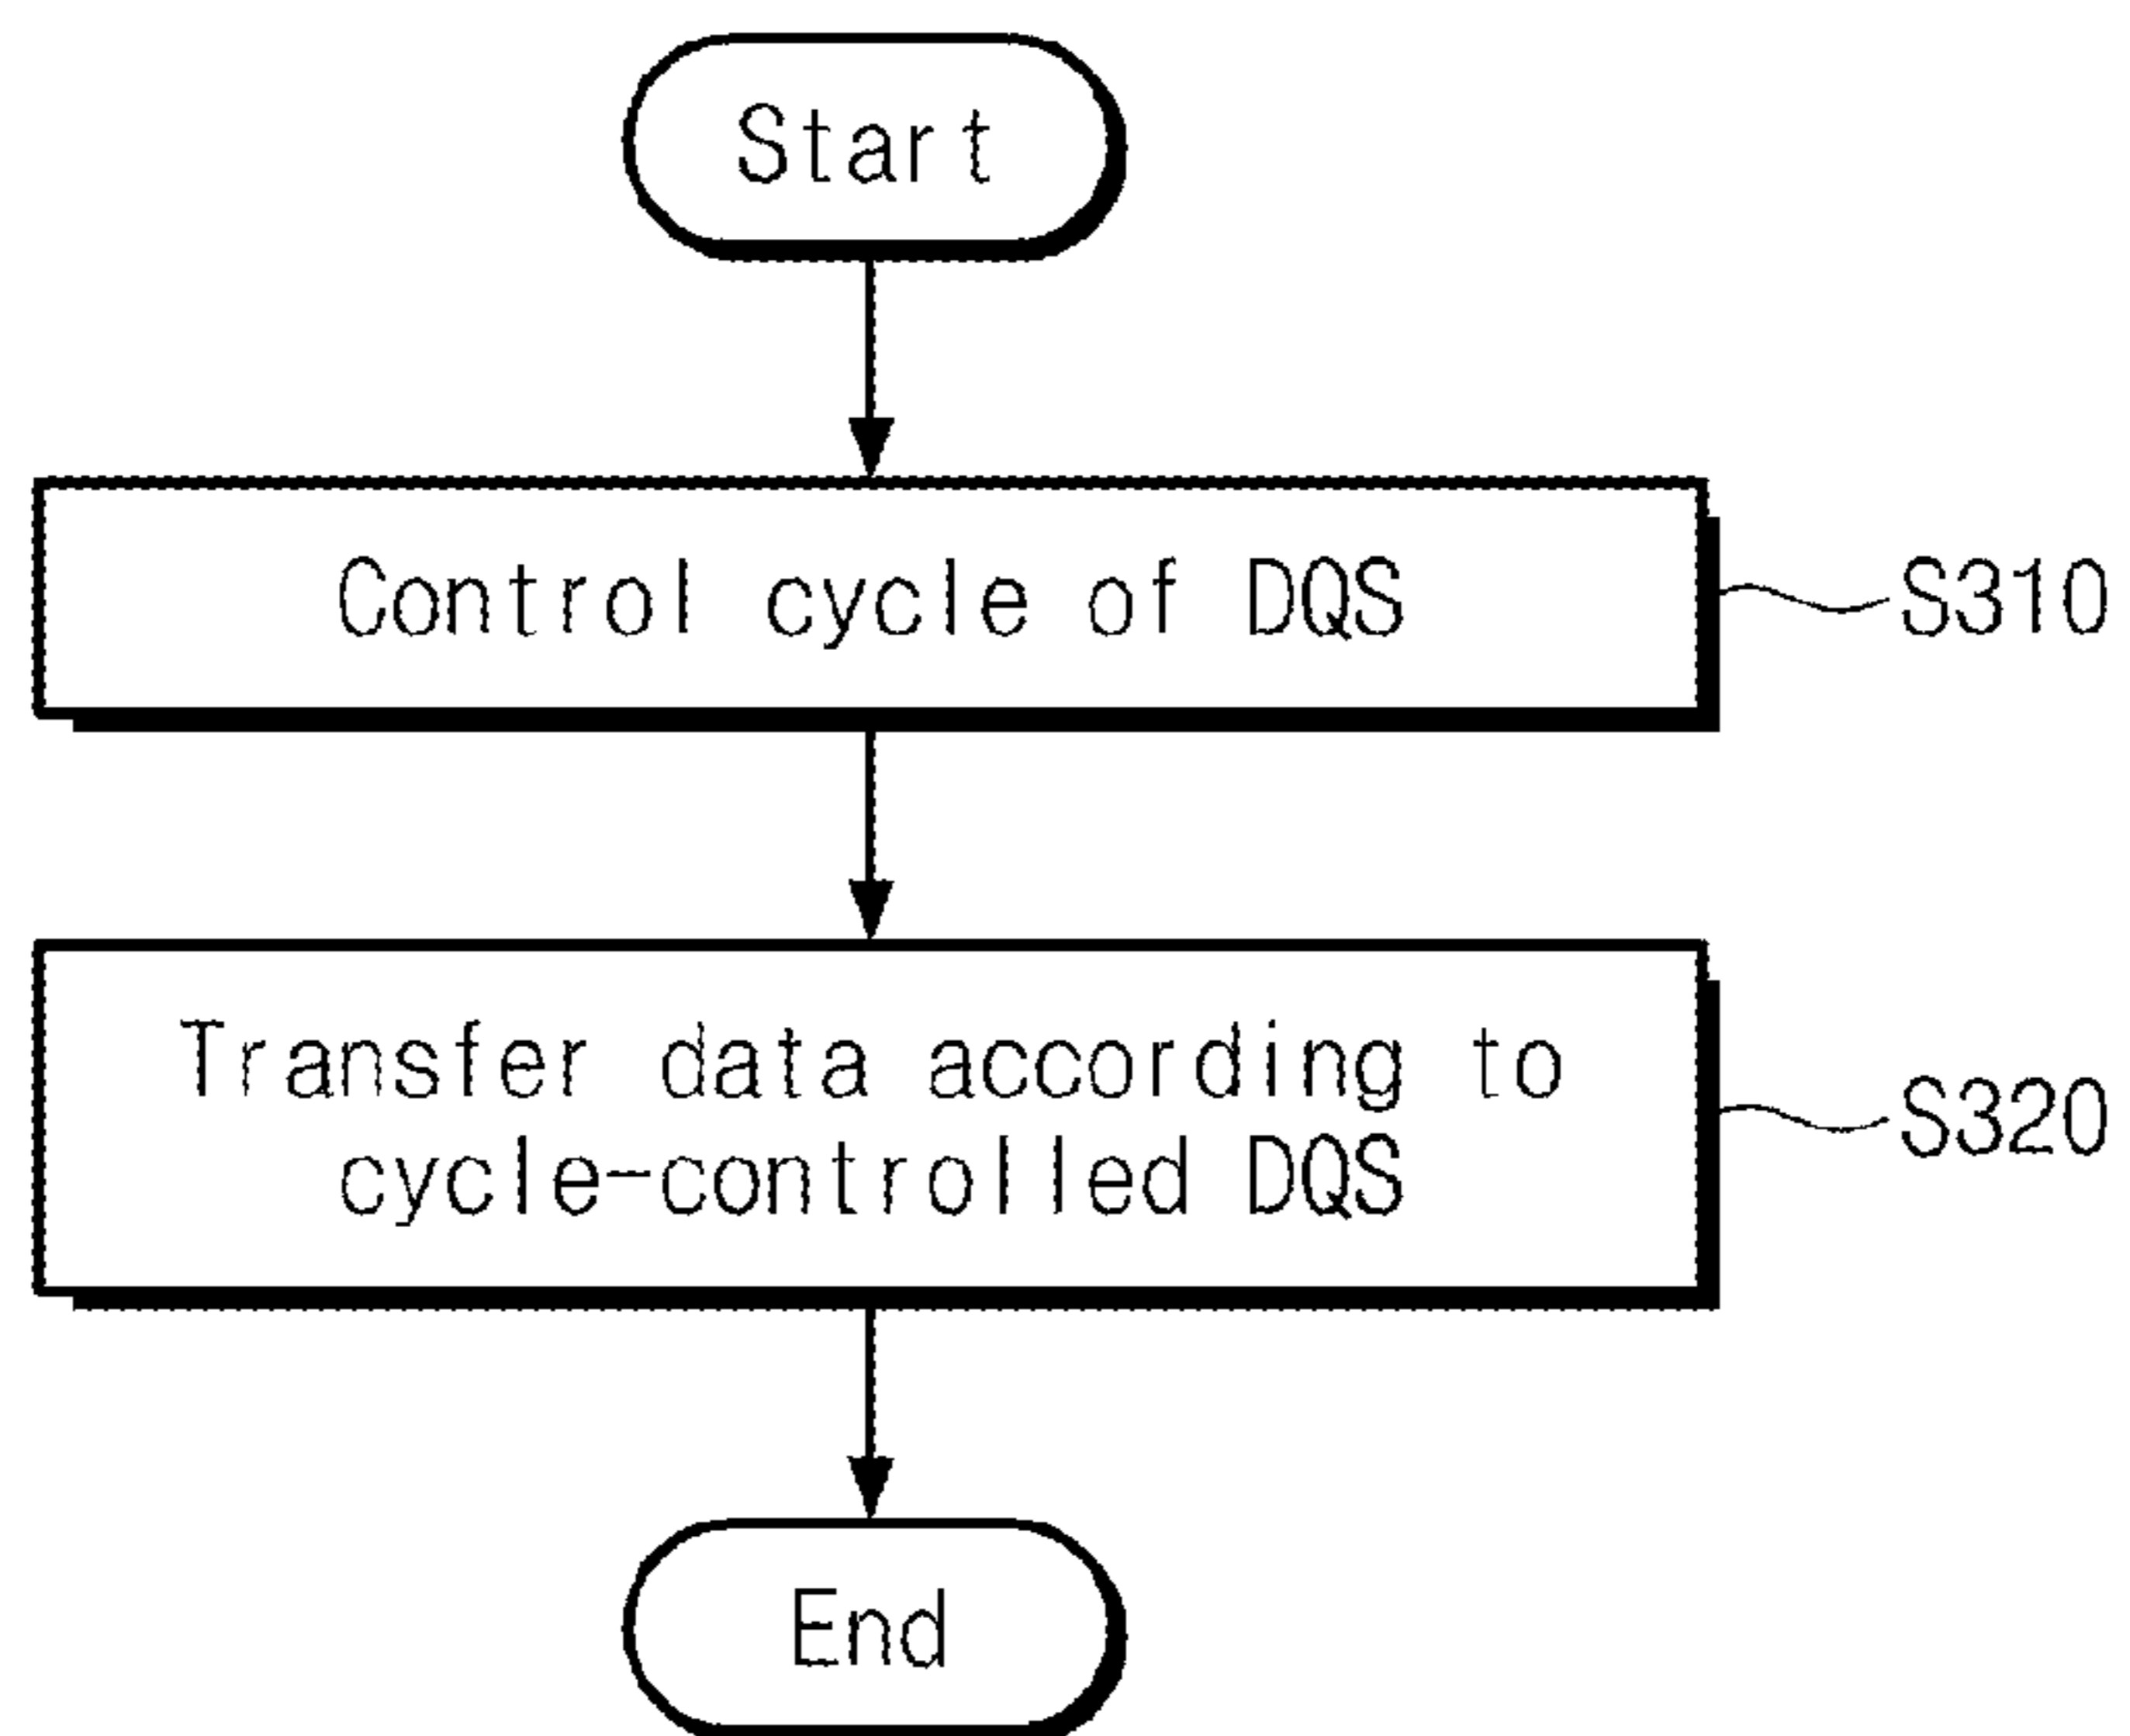 Start
Control cycle of DQS
S310
Transfer data according to
cycle-controlled DQS
S320
End